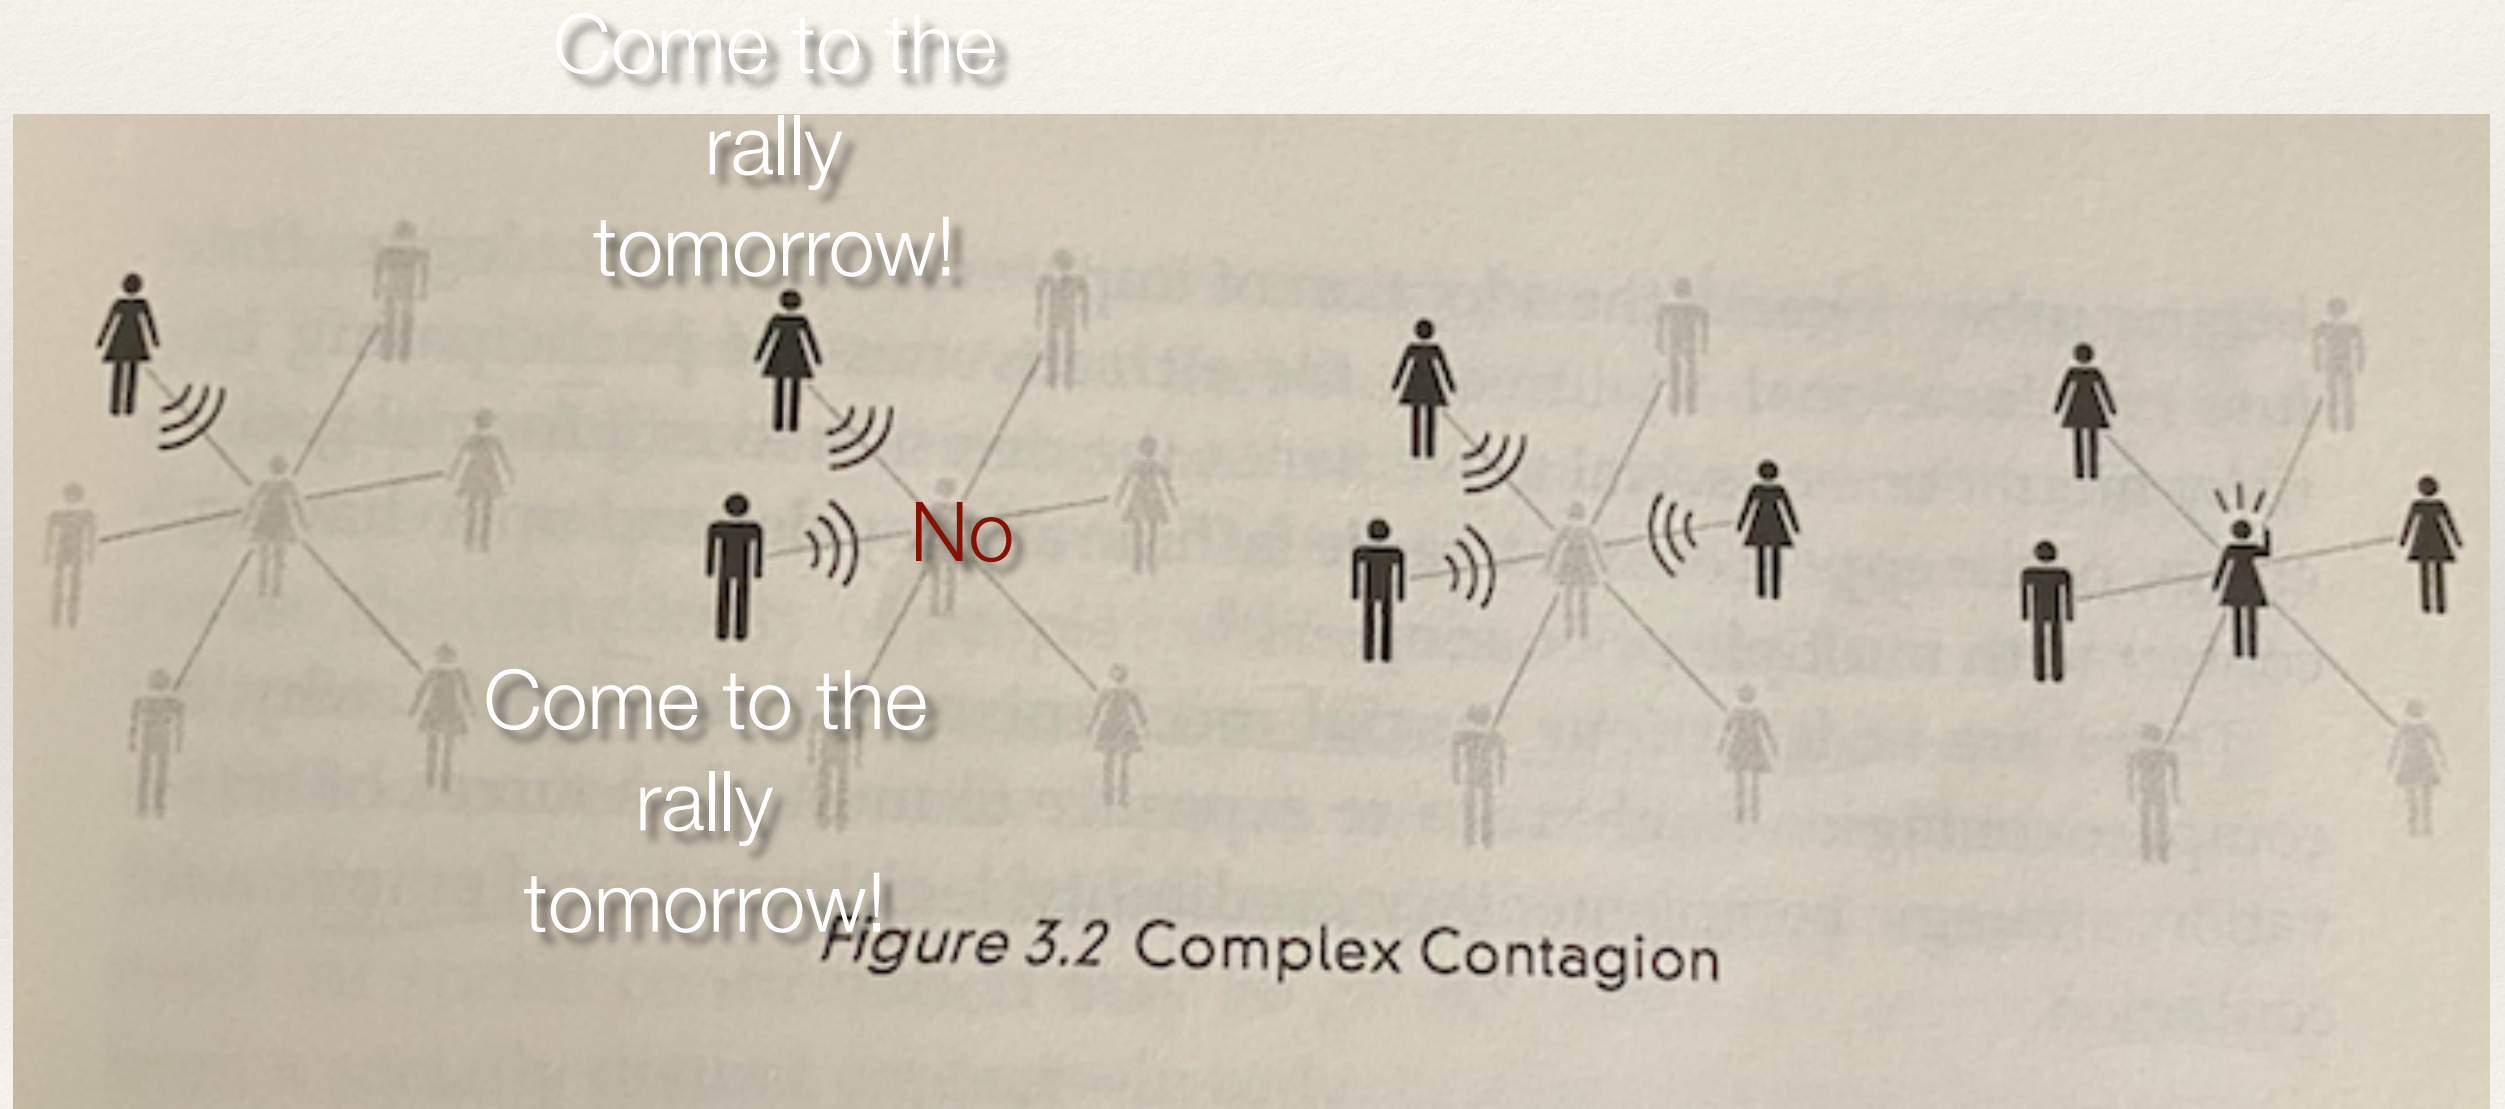 Come to the
rally
tomorrow!
No
Come to the
rally
tomorrow!
Figure 3.2 Complex Contagion